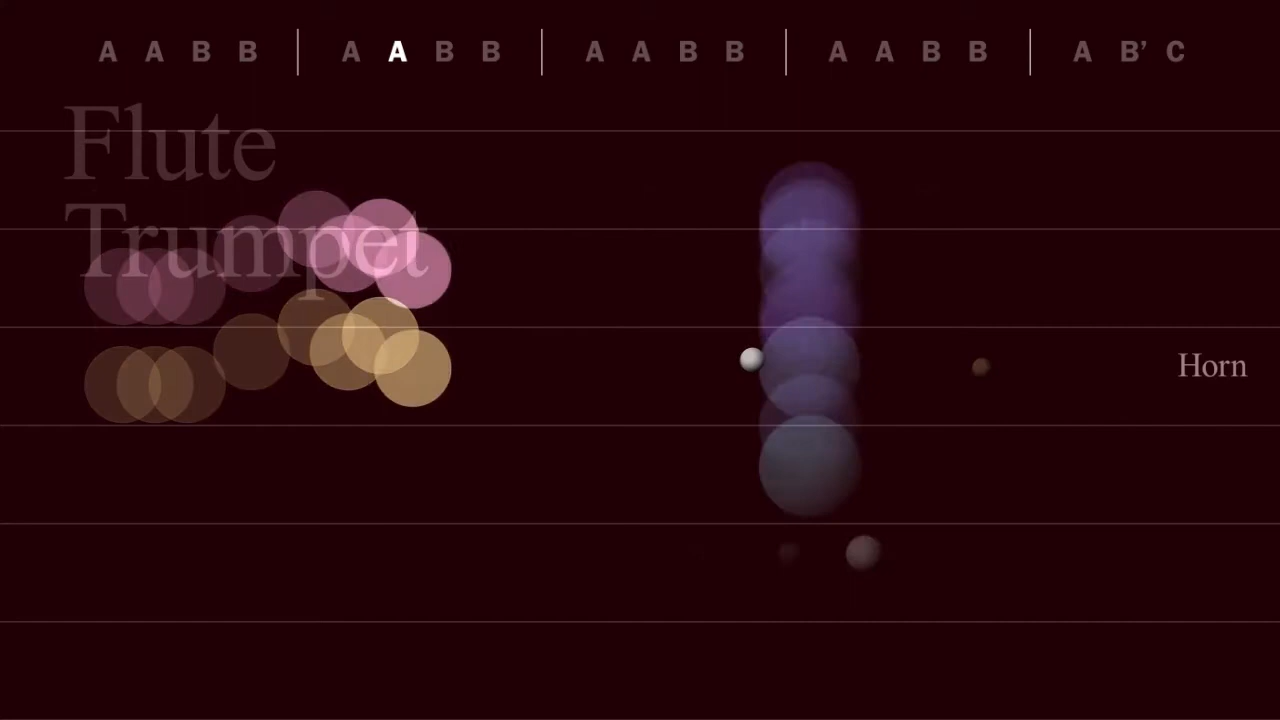 A A B B | A A B B | A A B B | A A B B | A B’ C
Flute
Trumpet
Horn